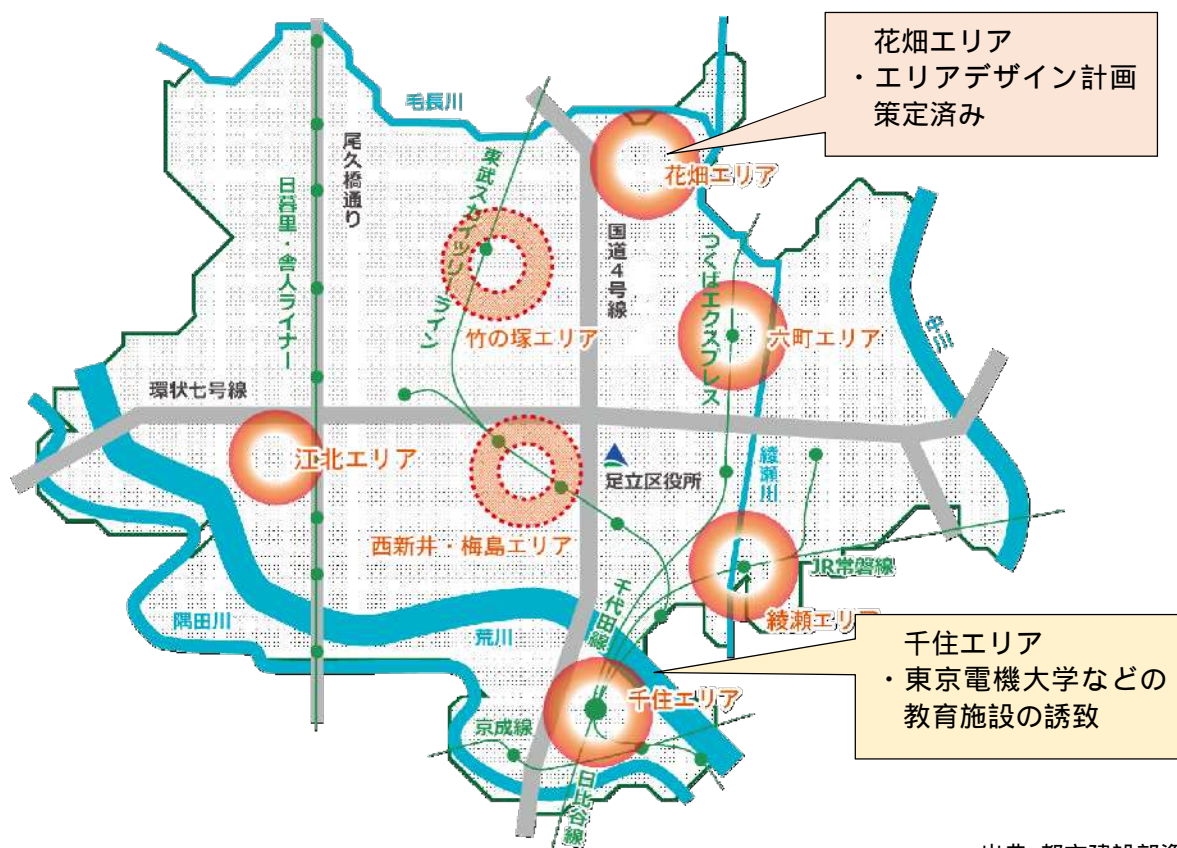 花畑エリア
・エリアデザイン計画
策定済み
毛長川
花畑エリア
尾久橋通り
日暮里・舎人ライナー
東武スカイツリーライン
国道4号線
つくばエクスプレス
中川
竹の塚エリア
六町エリア
環状七号線
江北エリア
足立区役所
綾瀬川
西新井・梅島エリア
JR常磐線
千代田線
綾瀬エリア
隅田川
荒川
千住エリア
・東京電機大学などの
教育施設の誘致
千住エリア
京成線
日比谷線